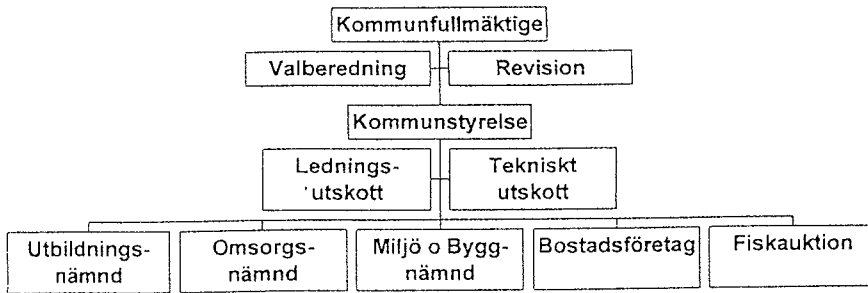 Kommunfullmäktige
Valberedning
Revision
Kommunstyrelse
Lednings-
utskott
Tekniskt
utskott
Utbildnings-
nämnd
Omsorgs-
nämnd
Miljö o Bygg-
nämnd
Bostadsföretag
Fiskauktion